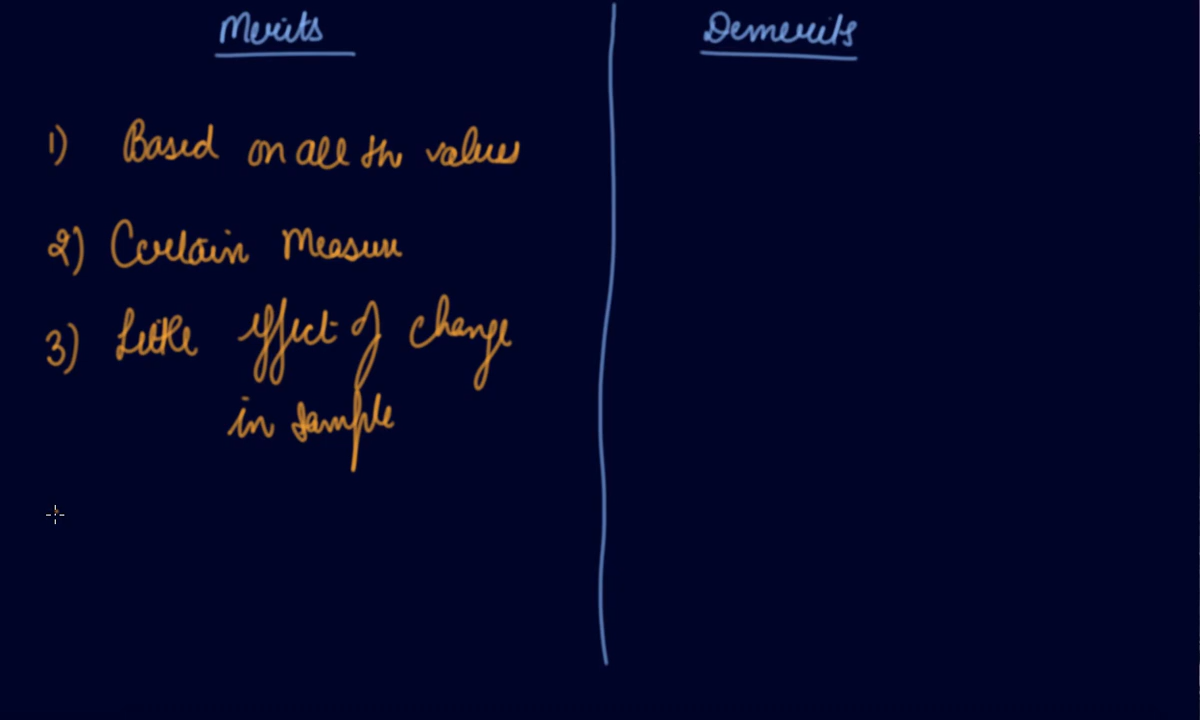 Merits
Demerits
1) Based on all the values
2) Certain Measure
3) Little effect of change
in sample